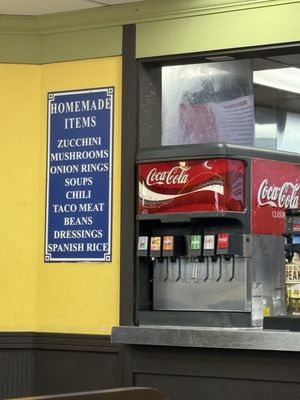 HOMEMADE
ITEMS
ZUCCHINI
MUSHROOMS
ONION RINGS
SOUPS
CHILI
TACO MEAT
BEANS
DRESSINGS
SPANISH RICE
Coca-Cola
Coca-Cola
CLASSIC